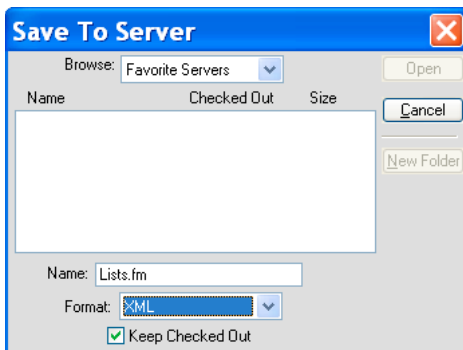 Save To Server
Browse: Favorite Servers Open
Name Checked Out Size
Cancel
New Folder
Name: Lists.fm
Format: XML
Keep Checked Out